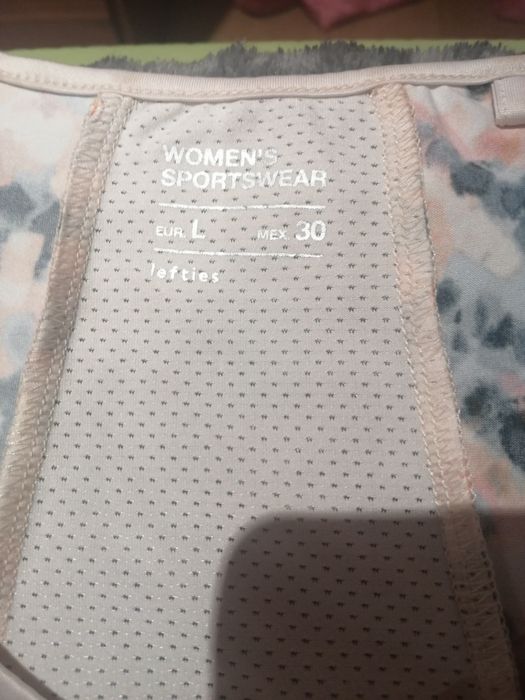 WOMEN'S
SPORTSWEAR
EUR. L MEX. 30
lefties